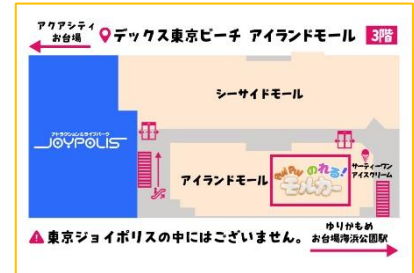 アクアシティ
お台場
デックス東京ビーチ アイランドモール 3階
シーサイドモール
アトラクション&ライブパーク
JOYPOLIS
アイランドモール
PUI PUI
のれる!
モルカー
サーティーワン
アイスクリーム
東京ジョイポリスの中にはございません。
ゆりかもめ
お台場海浜公園駅